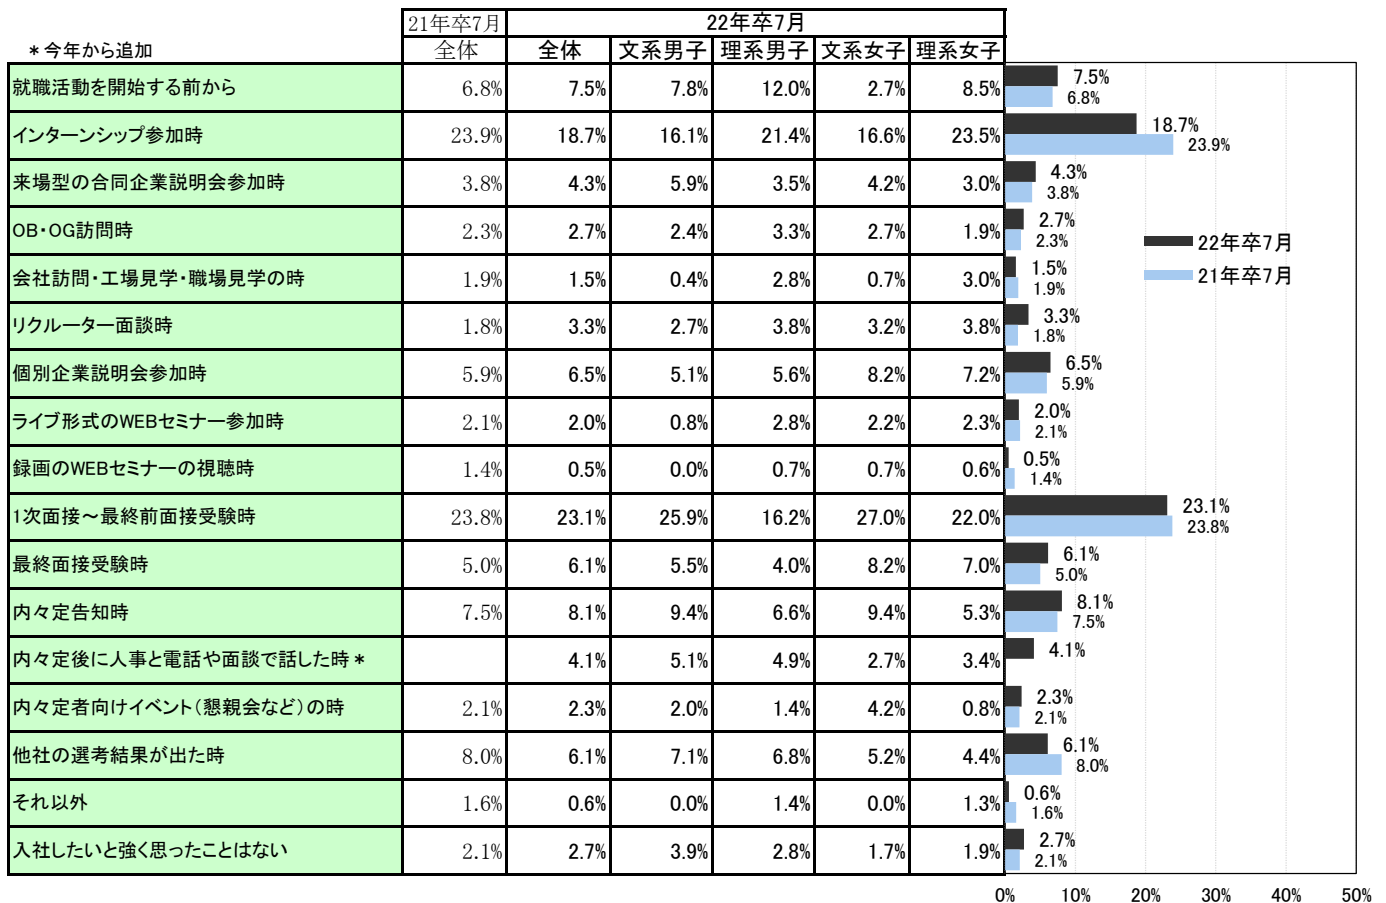 21年卒7月 22年卒7月
＊今年から追加 全体 全体 文系男子 理系男子 文系女子 理系女子
就職活動を開始する前から 6.8% 7.5% 7.8% 12.0% 2.7% 8.5% 7.5%
6.8%
インターンシップ参加時 23.9% 18.7% 16.1% 21.4% 16.6% 23.5% 18.7%
23.9%
来場型の合同企業説明会参加時 3.8% 4.3% 5.9% 3.5% 4.2% 3.0% 4.3%
3.8%
OB・OG訪問時 2.3% 2.7% 2.4% 3.3% 2.7% 1.9% 2.7%
2.3%
22年卒7月
会社訪問・工場見学・職場見学の時 1.9% 1.5% 0.4% 2.8% 0.7% 3.0% 1.5%
1.9%
21年卒7月
リクルーター面談時 1.8% 3.3% 2.7% 3.8% 3.2% 3.8% 3.3%
1.8%
個別企業説明会参加時 5.9% 6.5% 5.1% 5.6% 8.2% 7.2% 6.5%
5.9%
ライブ形式のWEBセミナー参加時 2.1% 2.0% 0.8% 2.8% 2.2% 2.3% 2.0%
2.1%
録画のWEBセミナーの視聴時 1.4% 0.5% 0.0% 0.7% 0.7% 0.6% 0.5%
1.4%
1次面接～最終前面接受験時 23.8% 23.1% 25.9% 16.2% 27.0% 22.0% 23.1%
23.8%
最終面接受験時 5.0% 6.1% 5.5% 4.0% 8.2% 7.0% 6.1%
5.0%
内々定告知時 7.5% 8.1% 9.4% 6.6% 9.4% 5.3% 8.1%
7.5%
内々定後に人事と電話や面談で話した時＊ 4.1% 5.1% 4.9% 2.7% 3.4% 4.1%
内々定者向けイベント（懇親会など）の時 2.1% 2.3% 2.0% 1.4% 4.2% 0.8% 2.3%
2.1%
他社の選考結果が出た時 8.0% 6.1% 7.1% 6.8% 5.2% 4.4% 6.1%
8.0%
それ以外 1.6% 0.6% 0.0% 1.4% 0.0% 1.3% 0.6%
1.6%
入社したいと強く思ったことはない 2.1% 2.7% 3.9% 2.8% 1.7% 1.9% 2.7%
2.1%
0% 10% 20% 30% 40% 50%